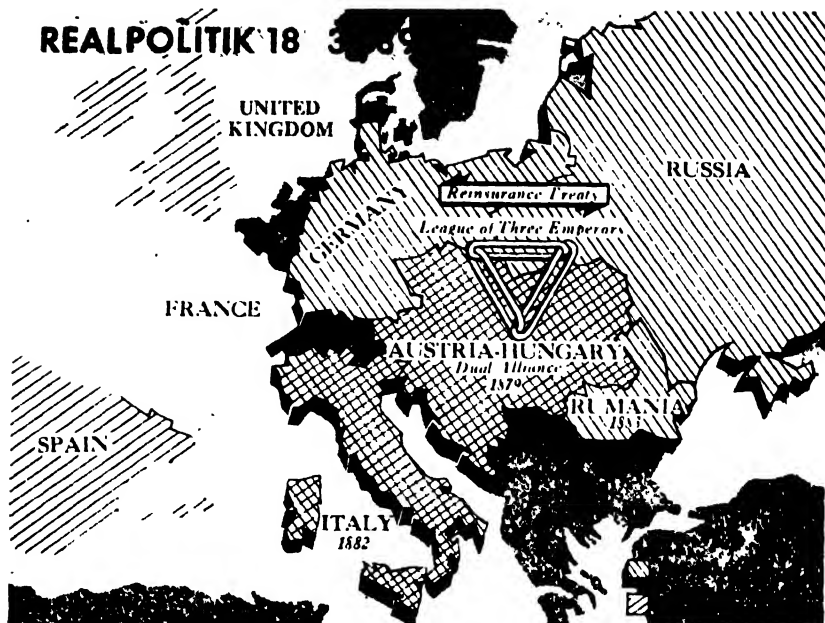 REALPOLITIK 18
UNITED
KINGDOM
RUSSIA
Reinsurance Treaty
GERMANY
League of Three Emperors
FRANCE
AUSTRIA-HUNGARY
Dual Alliance
1879
RUMANIA
1883
SPAIN
ITALY
1882